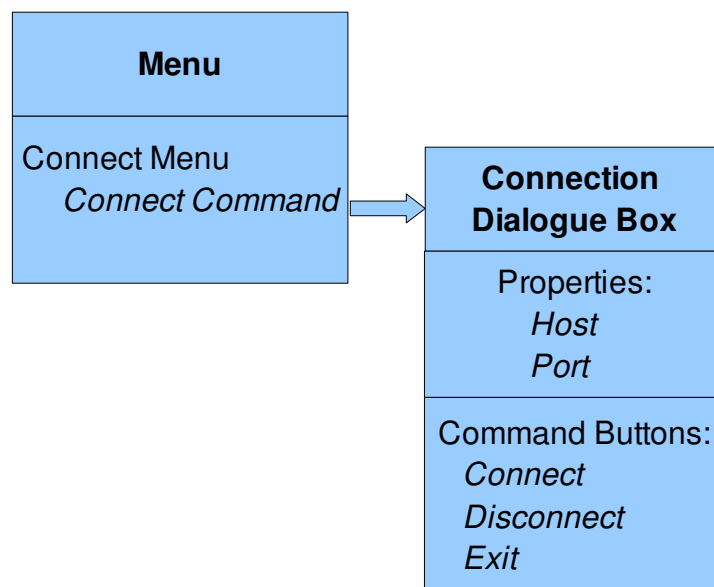 Menu
Connect Menu
Connect Command
Connection
Dialogue Box
Properties:
Host
Port
Command Buttons:
Connect
Disconnect
Exit